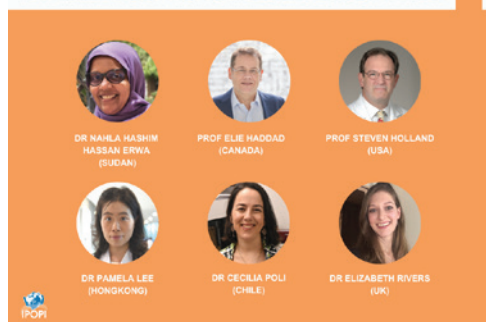 DR NAHLA HASHIM
HASSAN ERWA
(SUDAN)
PROF ELIE HADDAD
(CANADA)
PROF STEVEN HOLLAND
(USA)
DR PAMELA LEE
(HONGKONG)
DR CECILIA POLI
(CHILE)
DR ELIZABETH RIVERS
(UK)
IPOPI